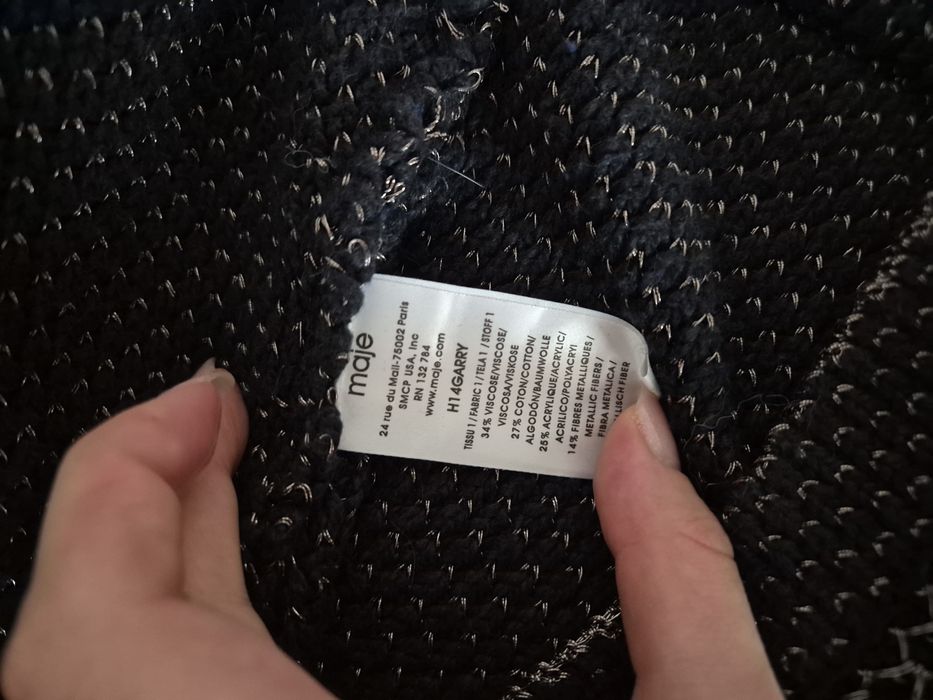 maje
24 rue du Mail-75002 Paris
SMCP USA, Inc
RN 132 784
www.maje.com
H14GARRY
TISSU 1 / FABRIC 1 / TELA 1 / STOFF 1
34% VISCOSE/VISCOSE/
VISCOSA/VISKOSE
27% COTON/COTTON/
ALGODÓN/BAUMWOLLE
25% ACRYLIQUE/ACRYLIC/
ACRILICO/POLYACRYl
14% FIBRES METALLIQUES /
METALLIC FIBERS /
FIBRA METALICA /
FIBER